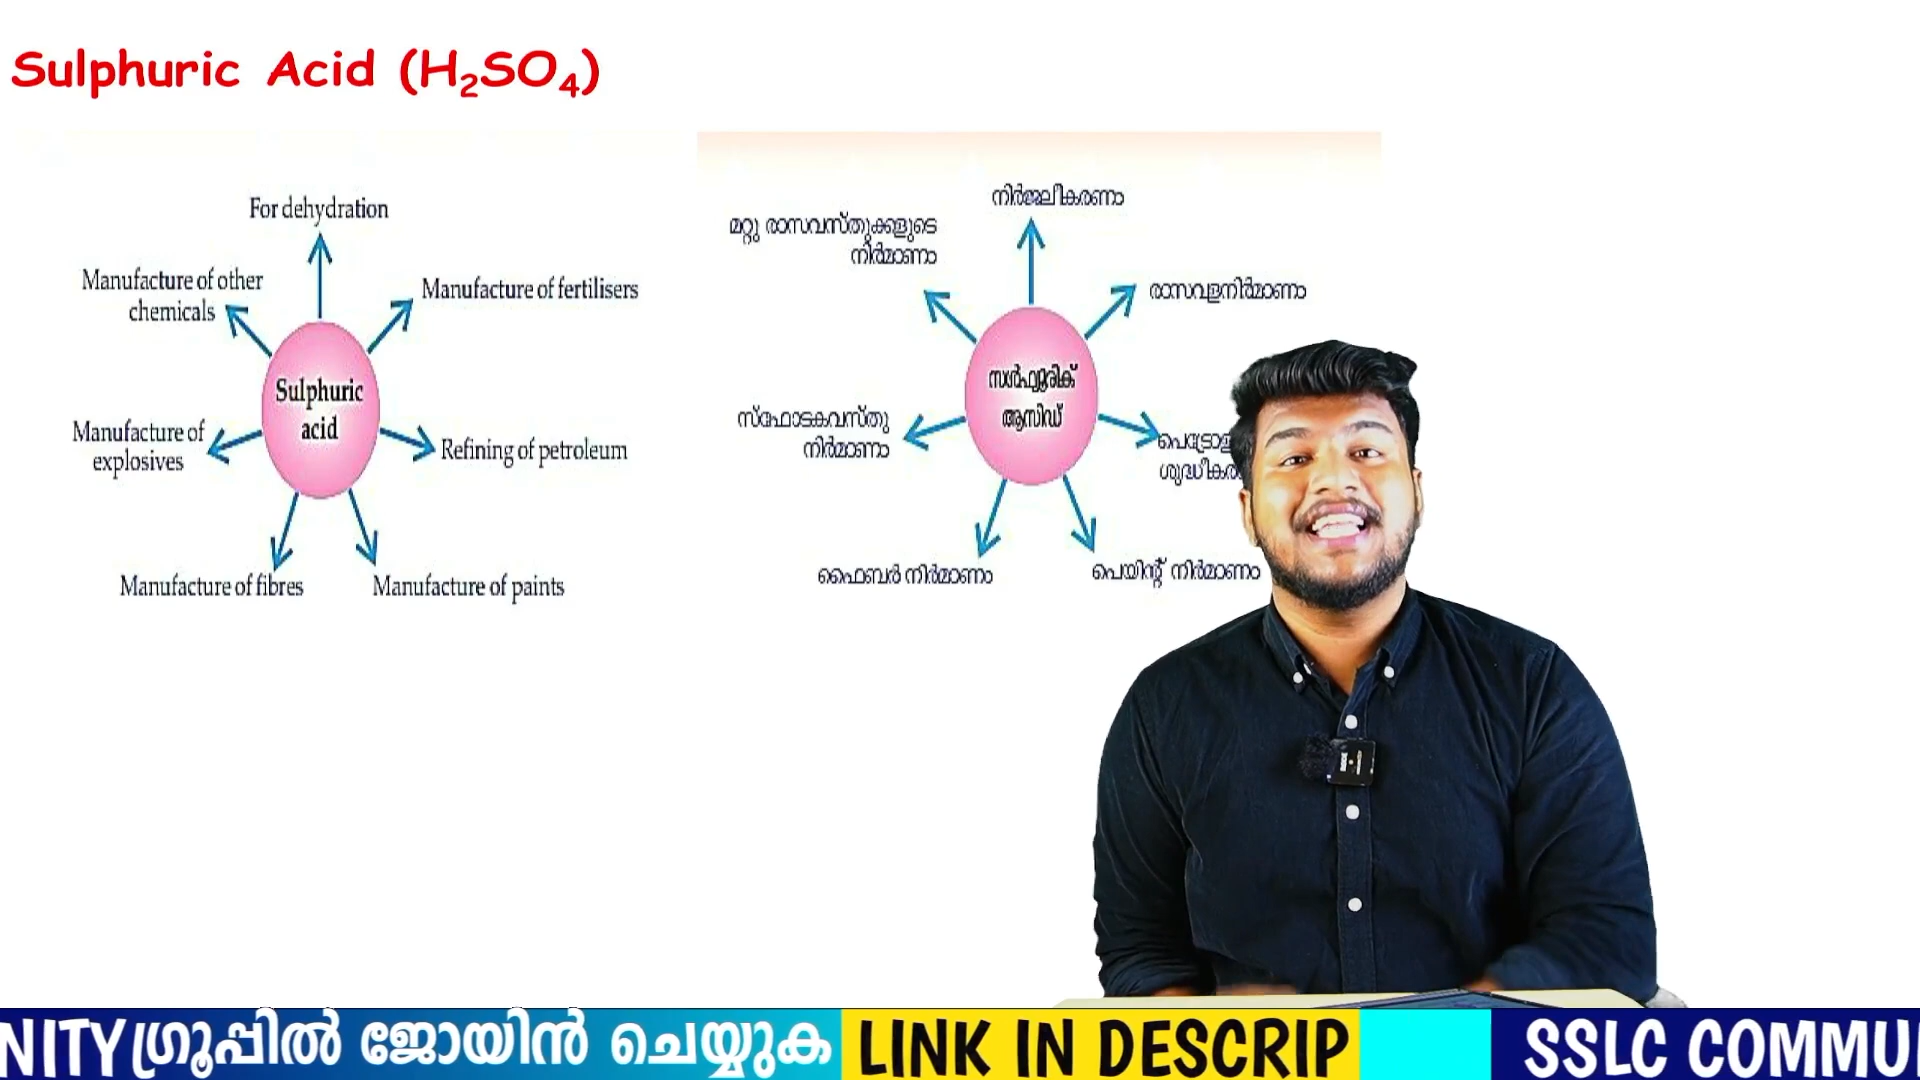 Sulphuric Acid (H₂SO₄)
For dehydration
Manufacture of other
chemicals
Manufacture of fertilisers
Sulphuric
acid
Manufacture of
explosives
Refining of petroleum
Manufacture of fibres
Manufacture of paints
നിർജലീകരണം
മറ്റു രാസവസ്തുക്കളുടെ
നിർമാണം
രാസവളനിർമാണം
സൾഫ്യൂരിക്
ആസിഡ്
സ്ഫോടകവസ്തു
നിർമാണം
ഫൈബർ നിർമാണം
പെയിന്റ് നിർമാണം
NITY ഗ്രൂപ്പിൽ ജോയിൻ ചെയ്യുക LINK IN DESCRIP SSLC COMMU